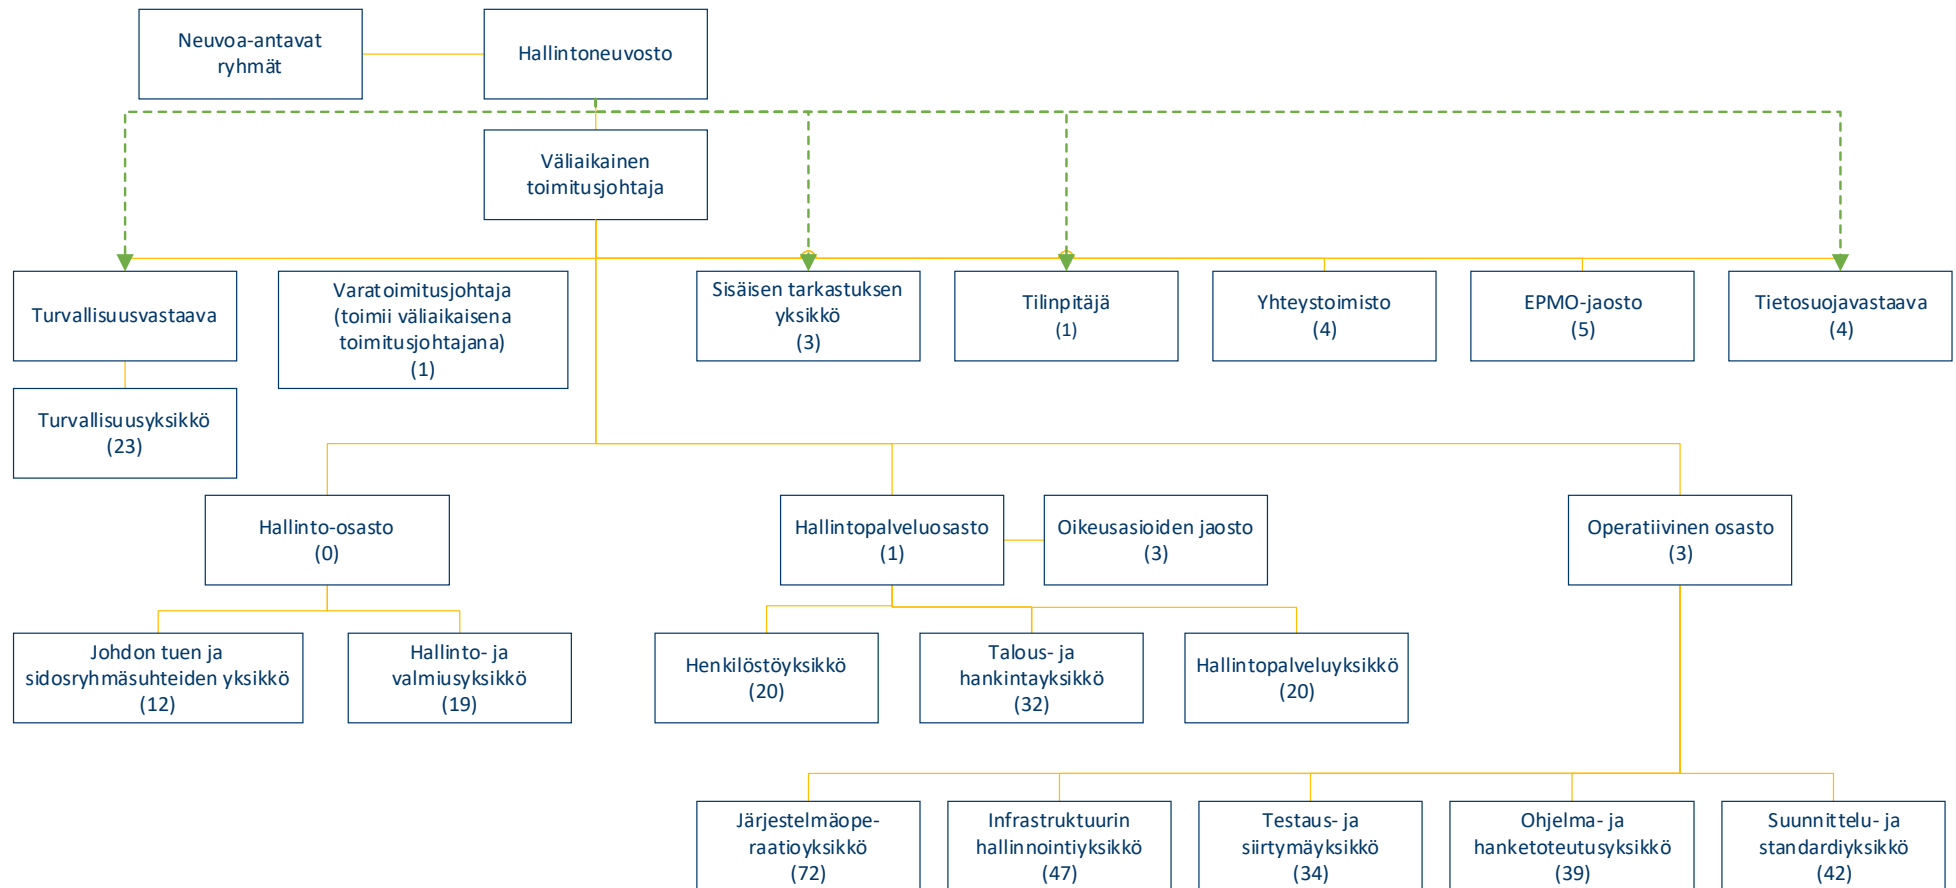 Neuvoa-antavat
ryhmät
Hallintoneuvosto
Väliaikainen
toimitusjohtaja
Turvallisuusvastaava
Varatoimitusjohtaja
(toimii väliaikaisena
toimitusjohtajana)
(1)
Sisäisen tarkastuksen
yksikkö
(3)
Tilinpitäjä
(1)
Yhteystoimisto
(4)
EPMO-jaosto
(5)
Tietosuojavastaava
(4)
Turvallisuusyksikkö
(23)
Hallinto-osasto
(0)
Hallintopalveluosasto
(1)
Oikeusasioiden jaosto
(3)
Operatiivinen osasto
(3)
Johdon tuen ja
sidosryhmäsuhteiden yksikkö
(12)
Hallinto- ja
valmiusyksikkö
(19)
Henkilöstöyksikkö
(20)
Talous- ja
hankintayksikkö
(32)
Hallintopalveluyksikkö
(20)
Järjestelmäope-
raatioyksikkö
(72)
Infrastruktuurin
hallinnointiyksikkö
(47)
Testaus- ja
siirtymäyksikkö
(34)
Ohjelma- ja
hanketoteutusyksikkö
(39)
Suunnittelu- ja
standardiyksikkö
(42)